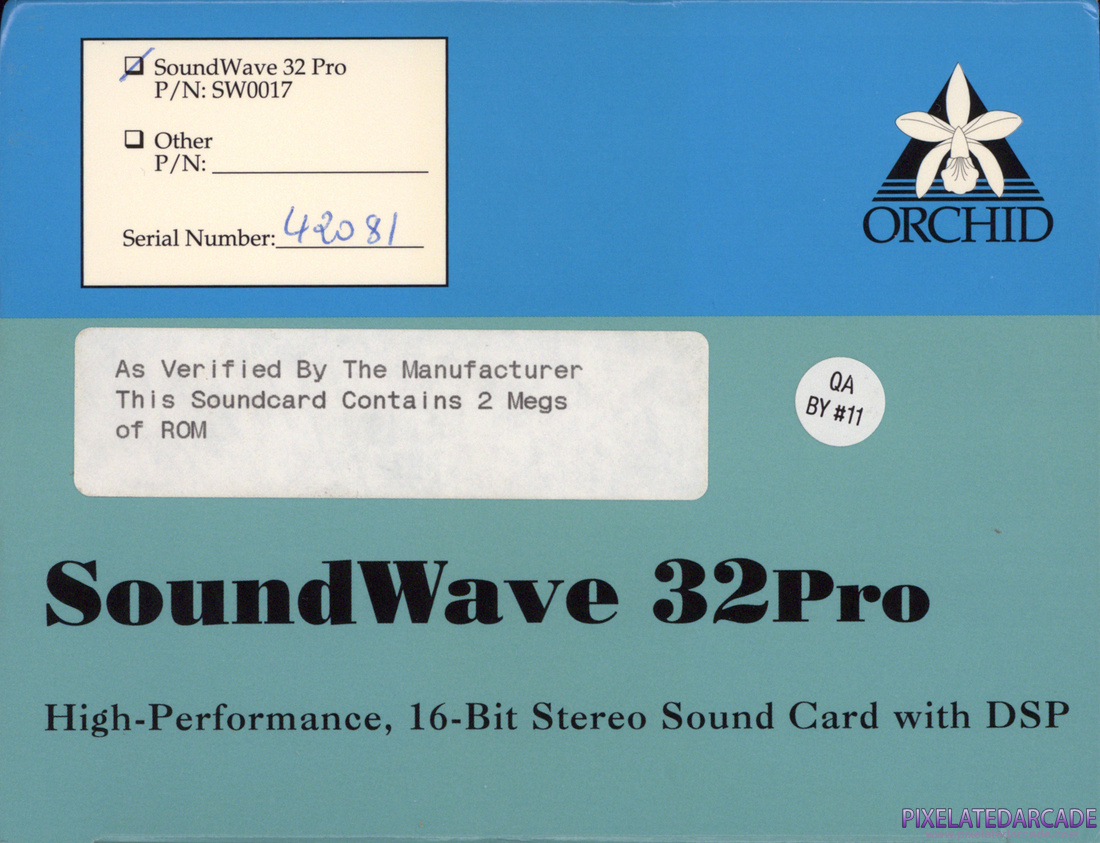 SoundWave 32 Pro
P/N: SW0017
Other
P/N:
Serial Number: 42081
ORCHID
As Verified By The Manufacturer
This Soundcard Contains 2 Megs
of ROM
QA
BY #11
SoundWave 32Pro
High-Performance, 16-Bit Stereo Sound Card with DSP
PIXELATEDARCADE